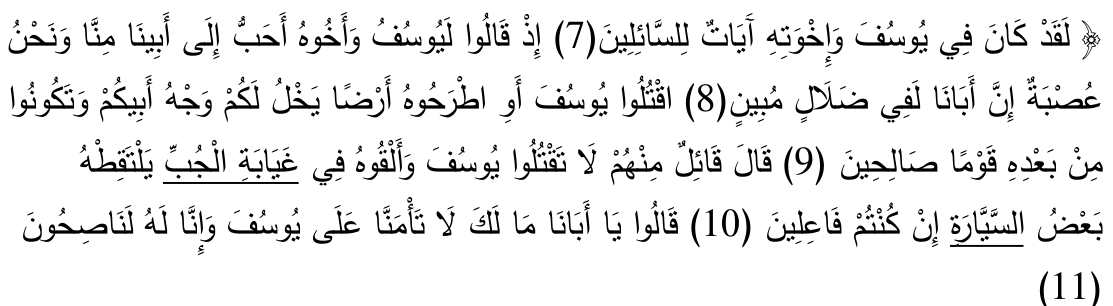 ۞ لَقَدْ كَانَ فِي يُوسُفَ وَإِخْوَتِهِ آَيَاتٌ لِلسَّائِلِينَ(7) إِذْ قَالُوا لَيُوسُفُ وَأَخُوهُ أَحَبُّ إِلَى أَبِينَا مِنَّا وَنَحْنُ
عُصْبَةٌ إِنَّ أَبَانَا لَفِي ضَلَالٍ مُبِينٍ(8) اقْتُلُوا يُوسُفَ أَوِ اطْرَحُوهُ أَرْضًا يَخْلُ لَكُمْ وَجْهُ أَبِيكُمْ وَتَكُونُوا
مِنْ بَعْدِهِ قَوْمًا صَالِحِينَ (9) قَالَ قَائِلٌ مِنْهُمْ لَا تَقْتُلُوا يُوسُفَ وَأَلْقُوهُ فِي غَيَابَةِ الْجُبِّ يَلْتَقِطْهُ
بَعْضُ السَّيَّارَةِ إِنْ كُنْتُمْ فَاعِلِينَ (10) قَالُوا يَا أَبَانَا مَا لَكَ لَا تَأْمَنَّا عَلَى يُوسُفَ وَإِنَّا لَهُ لَنَاصِحُونَ
(11)